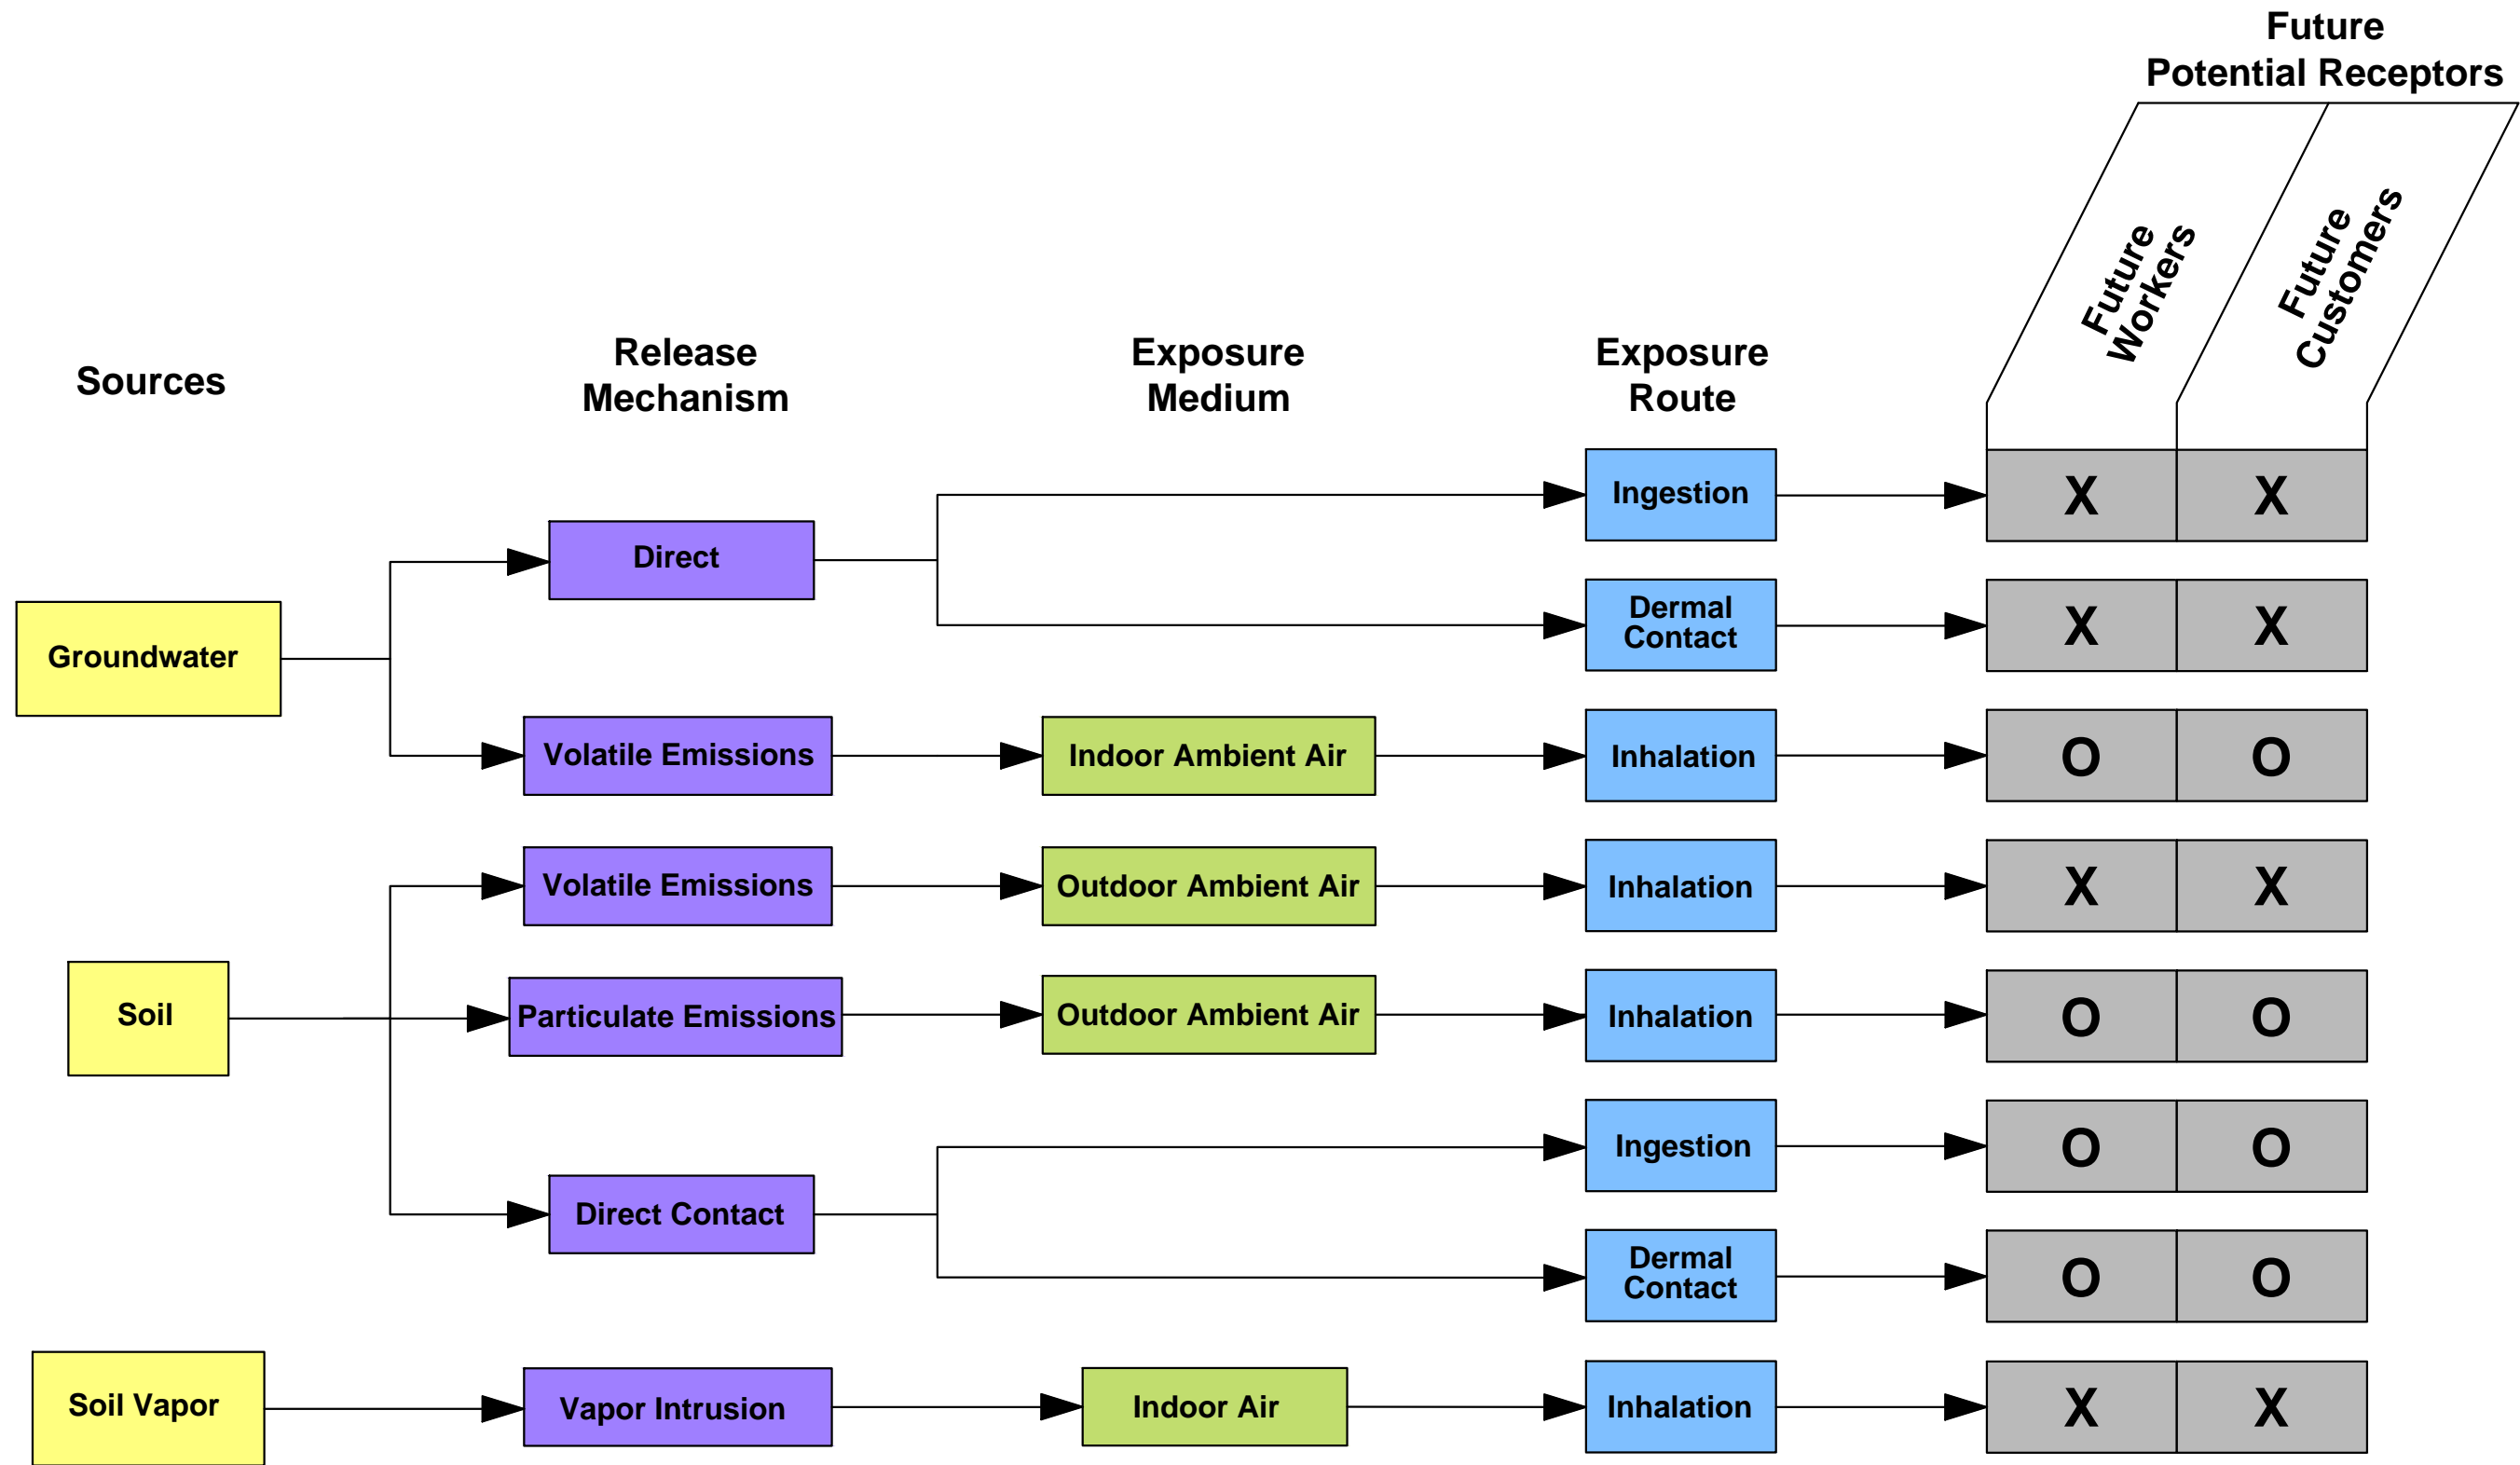 Future
Potential Receptors
Future
Workers
Future
Customers
Sources
Release
Mechanism
Exposure
Medium
Exposure
Route
Groundwater
Direct
Ingestion
X
X
Dermal
Contact
X
X
Volatile Emissions
Indoor Ambient Air
Inhalation
O
O
Soil
Volatile Emissions
Outdoor Ambient Air
Inhalation
X
X
Particulate Emissions
Outdoor Ambient Air
Inhalation
O
O
Direct Contact
Ingestion
O
O
Dermal
Contact
O
O
Soil Vapor
Vapor Intrusion
Indoor Air
Inhalation
X
X